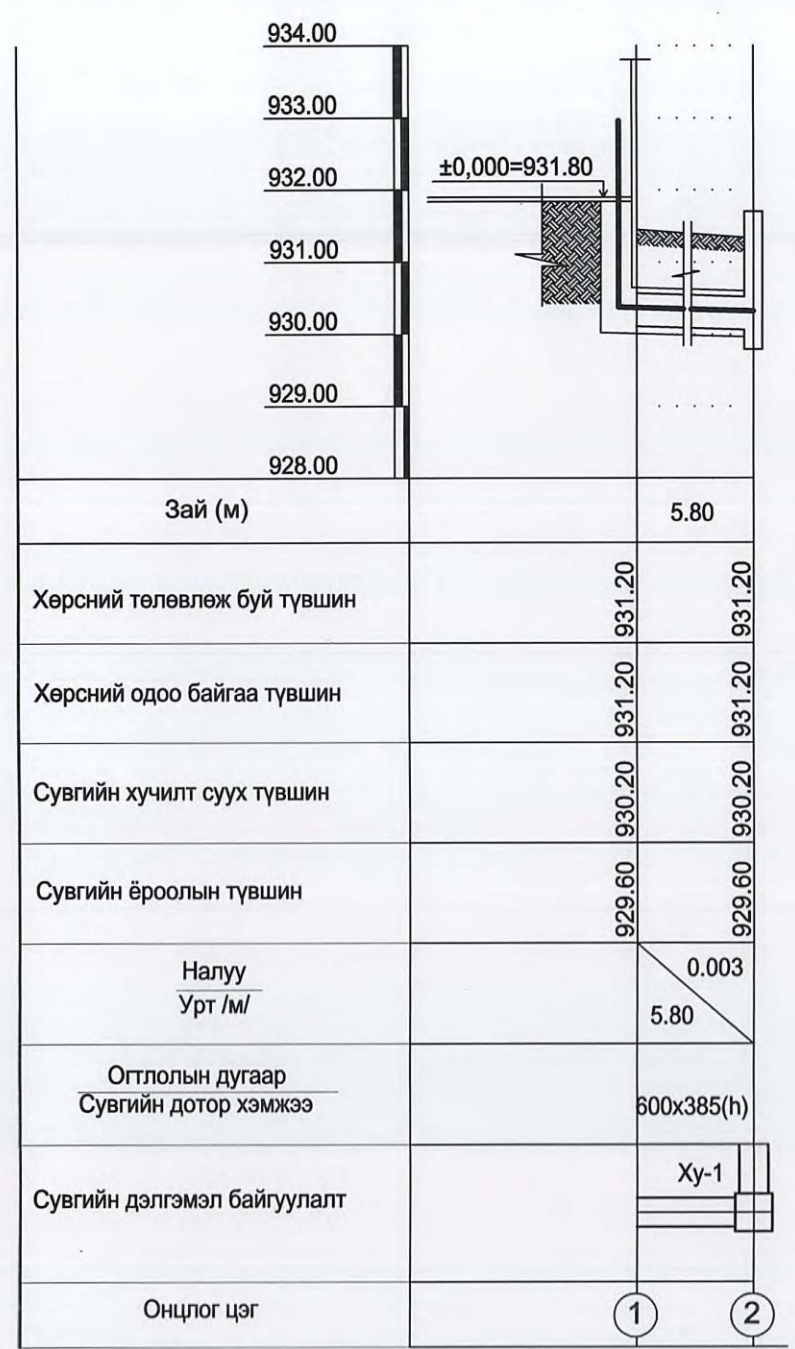 934.00
933.00
932.00
±0,000=931.80
931.00
930.00
929.00
928.00
Зай (м) 5.80
Хөрсний төлөвлөж буй түвшин 931.20 931.20
Хөрсний одоо байгаа түвшин 931.20 931.20
Сувгийн хучилт суух түвшин 930.20 930.20
Сувгийн ёроолын түвшин 929.60 929.60
Налуу 0.003
Урт /м/ 5.80
Огтлолын дугаар
Сувгийн дотор хэмжээ 600x385(h)
Ху-1
Сувгийн дэлгэмэл байгуулалт
Онцлог цэг 1 2